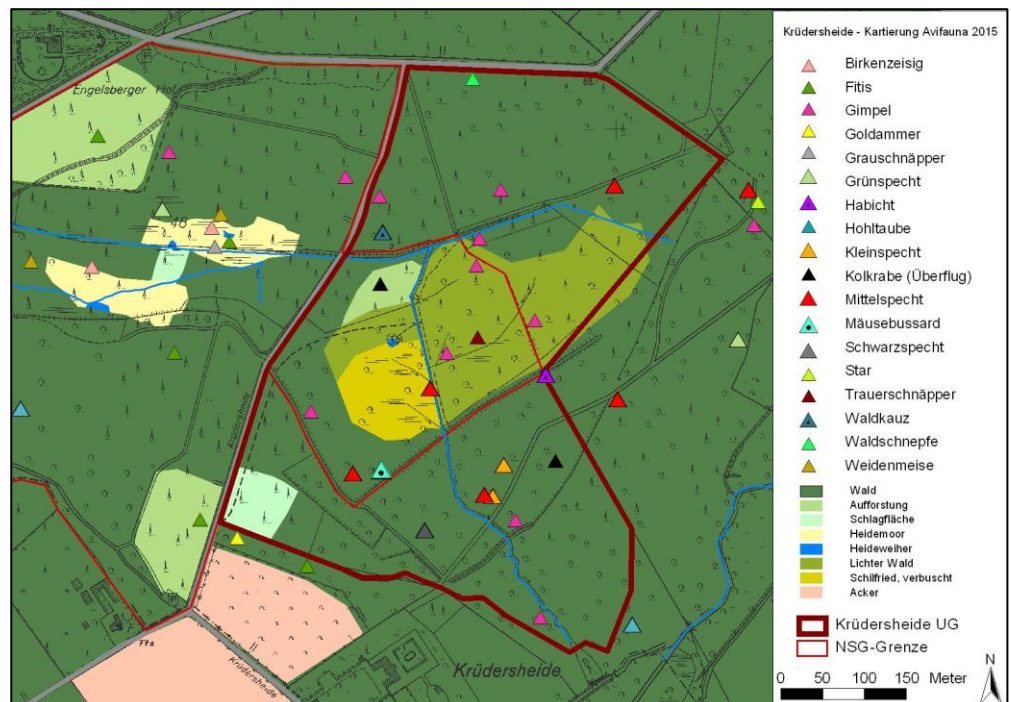 Engelsberger Hof
P
48
Krüdersheide
P
Krüdersheide
Krüdersheide
Krüdersheide - Kartierung Avifauna 2015
Birkenzeisig
Fitis
Gimpel
Goldammer
Grauschnäpper
Grünspecht
Habicht
Hohltaube
Kleinspecht
Kolkrabe (Überflug)
Mittelspecht
Mäusebussard
Schwarzspecht
Star
Trauerschnäpper
Waldkauz
Waldschnepfe
Weidenmeise
Wald
Aufforstung
Schlagfläche
Heidemoor
Heideweiher
Lichter Wald
Schilfried, verbuscht
Acker
Krüdersheide UG
NSG-Grenze
0 50 100 150 Meter
N